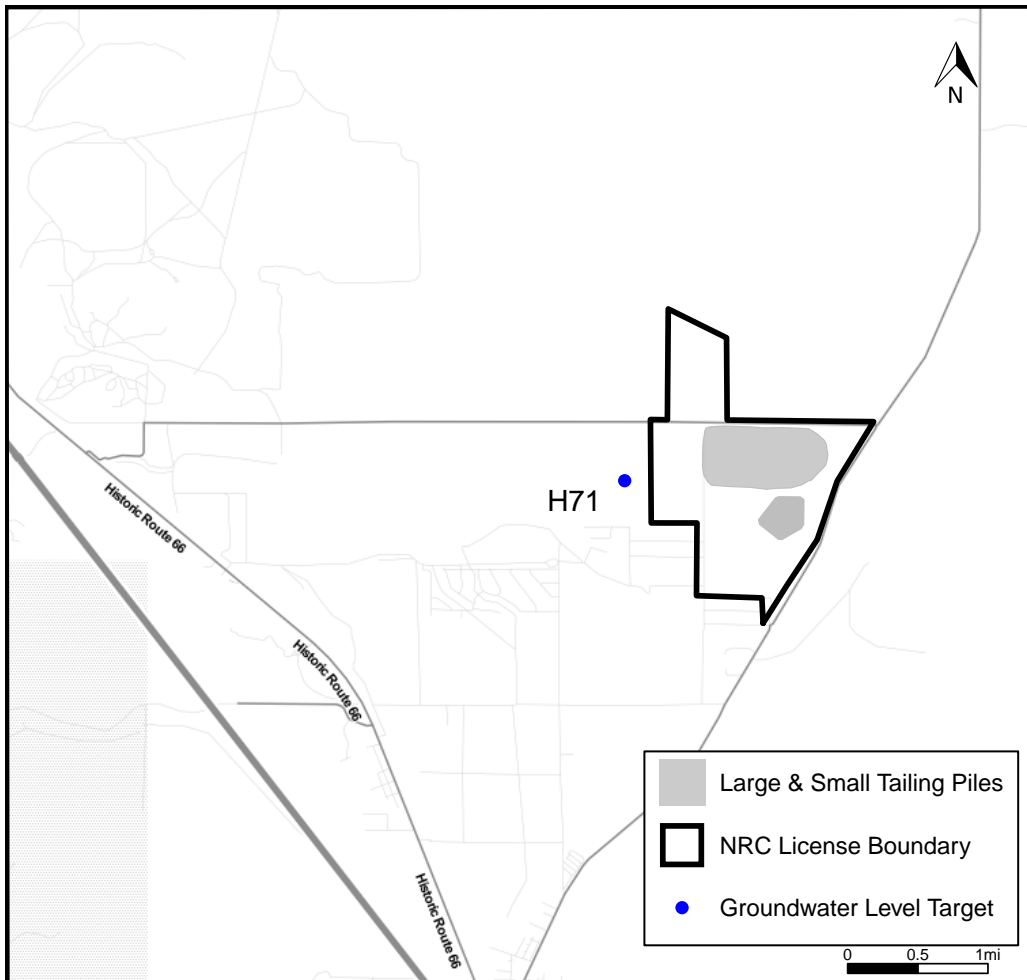 N
H71
Historic Route 66
Historic Route 66
Historic Route 66
Large & Small Tailing Piles
NRC License Boundary
Groundwater Level Target
0 0.5 1mi